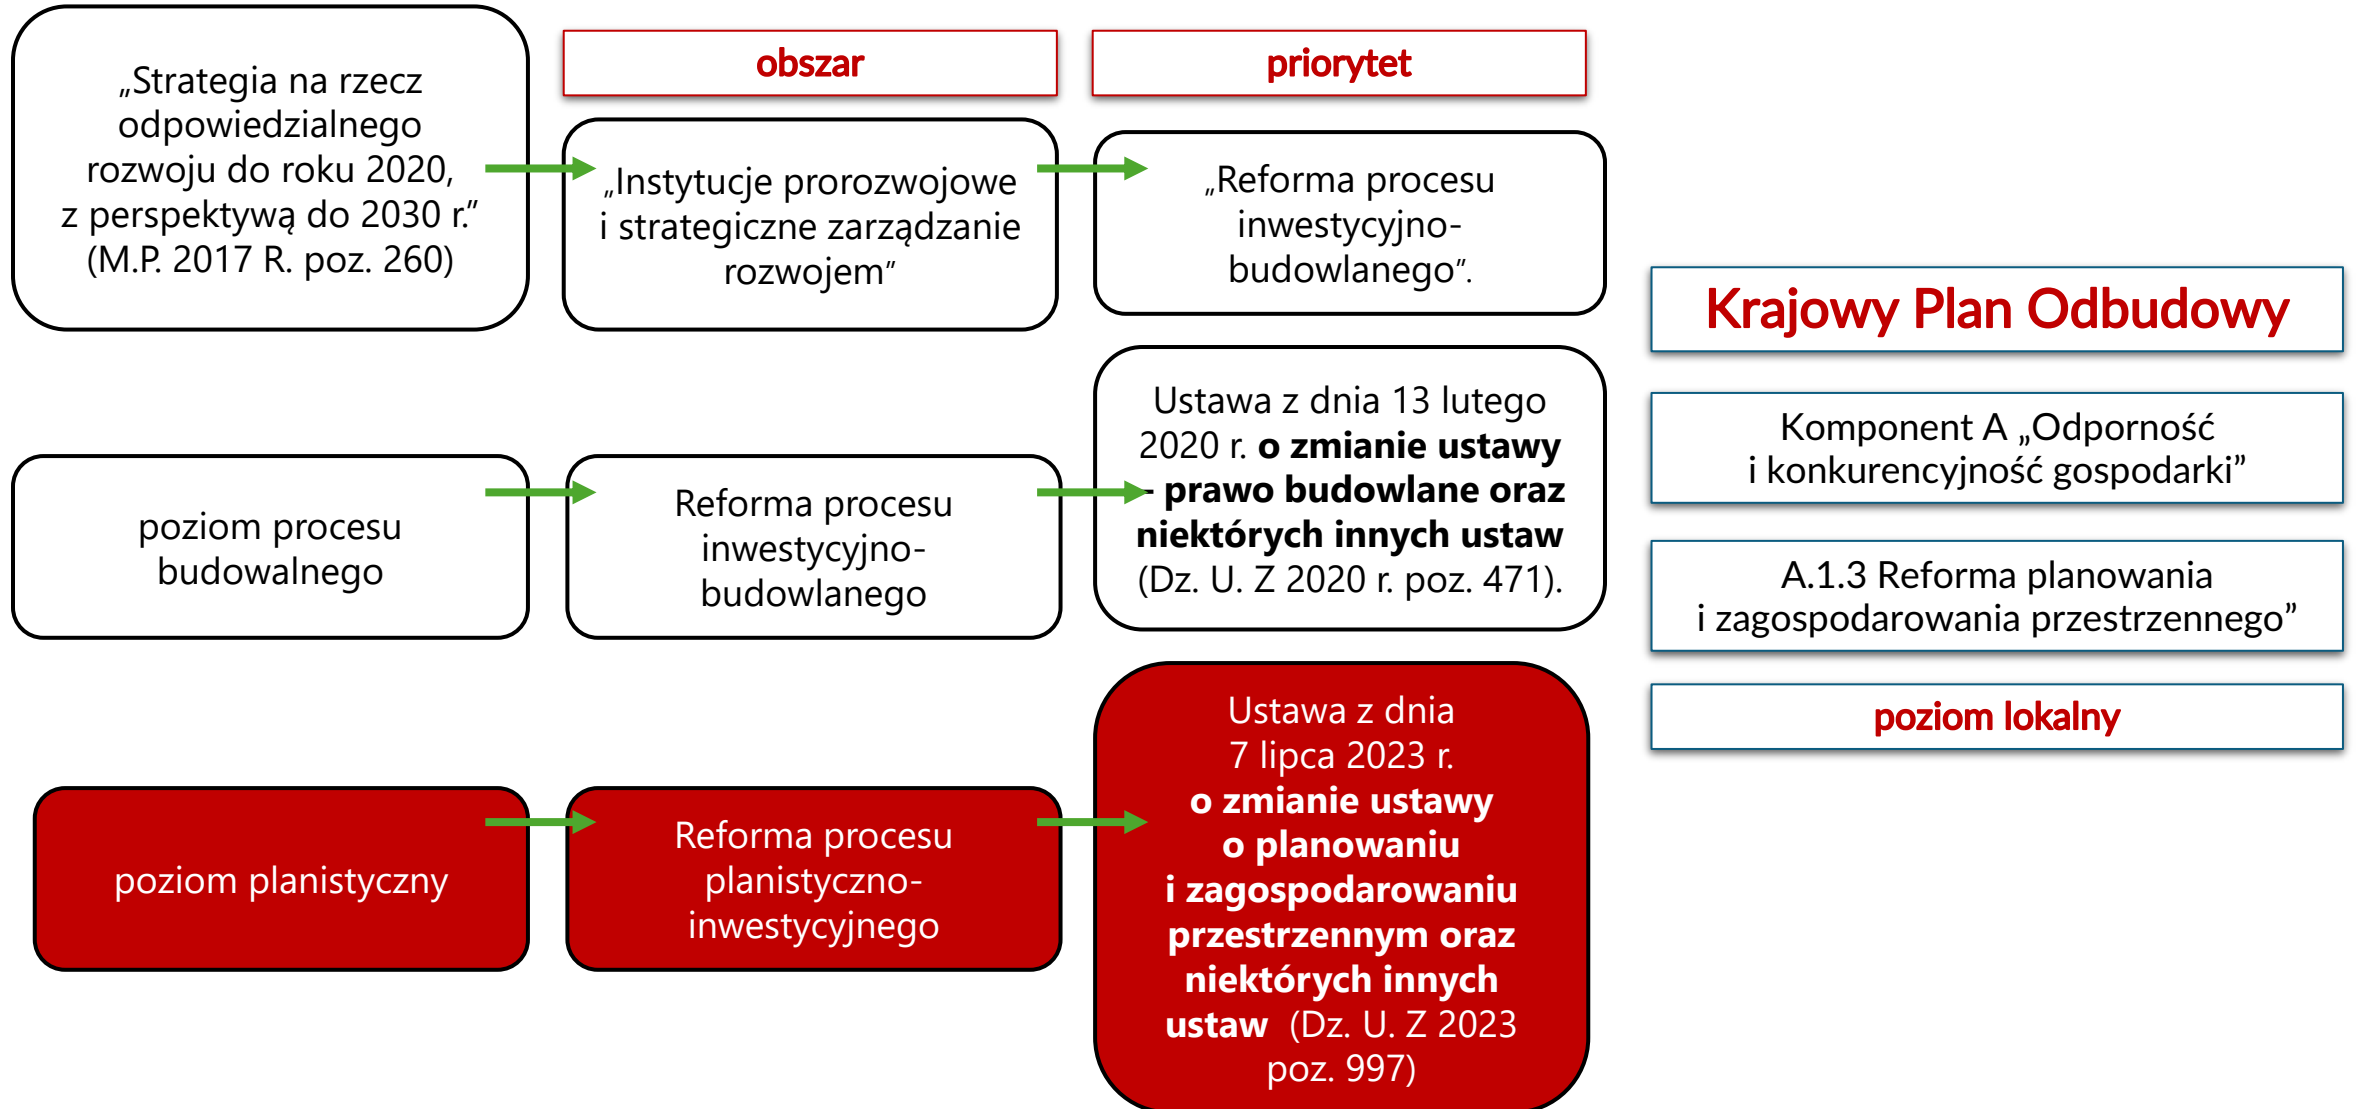 „Strategia na rzecz
odpowiedzialnego
rozwoju do roku 2020,
z perspektywą do 2030 r.”
(M.P. 2017 R. poz. 260)
obszar
„Instytucje prorozwojowe
i strategiczne zarządzanie
rozwojem”
priorytet
„Reforma procesu
inwestycyjno-
budowlanego”.
poziom procesu
budowalnego
Reforma procesu
inwestycyjno-
budowlanego
Ustawa z dnia 13 lutego
2020 r. o zmianie ustawy
- prawo budowlane oraz
niektórych innych ustaw
(Dz. U. Z 2020 r. poz. 471).
poziom planistyczny
Reforma procesu
planistyczno-
inwestycyjnego
Ustawa z dnia
7 lipca 2023 r.
o zmianie ustawy
o planowaniu
i zagospodarowaniu
przestrzennym oraz
niektórych innych
ustaw (Dz. U. Z 2023
poz. 997)
Krajowy Plan Odbudowy
Komponent A „Odporność
i konkurencyjność gospodarki”
A.1.3 Reforma planowania
i zagospodarowania przestrzennego”
poziom lokalny